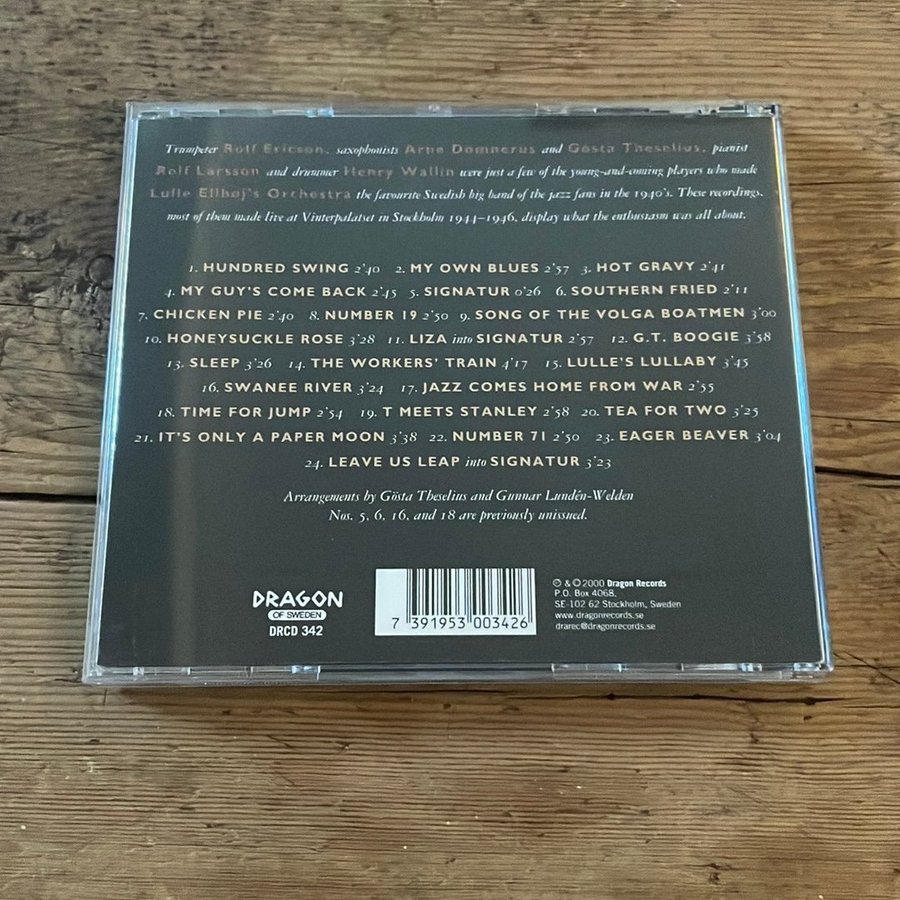 Trumpeter Rolf Ericson, saxophonists Arne Domnerus and Gösta Theselius, pianist
Rolf Larsson and drummer Henry Wallin were just a few of the young-and-coming players who made
Lulle Ellboj's Orchestra the favourite Swedish big band of the jazz fans in the 1940's. These recordings,
most of them made live at Vinterpalatset in Stockholm 1944–1946, display what the enthusiasm was all about.
1. HUNDRED SWING 2'40 2. MY OWN BLUES 2'57 3. HOT GRAVY 2'41
4. MY GUY'S COME BACK 2'45 5. SIGNATUR 0'26 6. SOUTHERN FRIED 2'11
7. CHICKEN PIE 2'40 8. NUMBER 19 2'50 9. SONG OF THE VOLGA BOATMEN 3'00
10. HONEYSUCKLE ROSE 3'28 11. LIZA into SIGNATUR 2'57 12. G.T. BOOGIE 3'58
13. SLEEP 3'26 14. THE WORKERS' TRAIN 4'17 15. LULLE'S LULLABY 3'45
16. SWANEE RIVER 3'24 17. JAZZ COMES HOME FROM WAR 2'55
18. TIME FOR JUMP 2'54 19. T MEETS STANLEY 2'58 20. TEA FOR TWO 3'25
21. IT'S ONLY A PAPER MOON 3'38 22. NUMBER 71 2'50 23. EAGER BEAVER 3'04
24. LEAVE US LEAP into SIGNATUR 3'23
Arrangements by Gösta Theselius and Gunnar Lundén-Welden
Nos. 5, 6, 16, and 18 are previously unissued.
DRAGON
OF SWEDEN
DRCD 342
7 391953 003426
℗ & © 2000 Dragon Records
P.O. Box 4068,
SE-102 62 Stockholm, Sweden
www.dragonrecords.se
drarec@dragonrecords.se